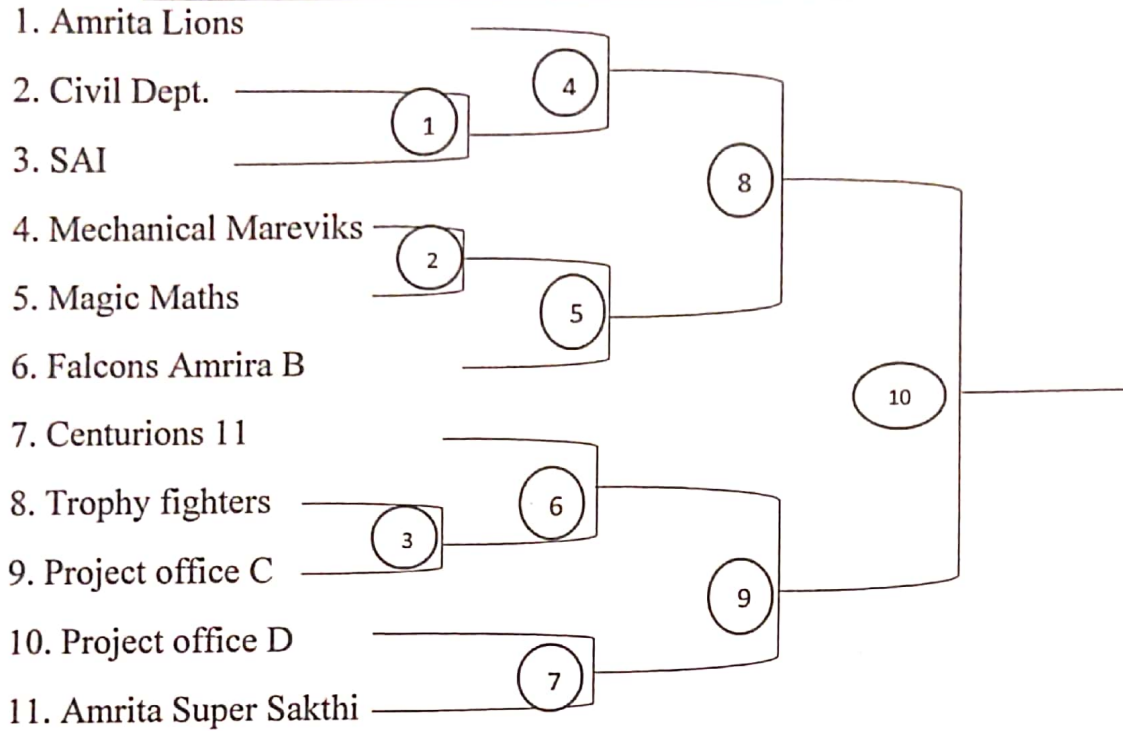 1. Amrita Lions
4
2. Civil Dept.
1
3. SAI
8
4. Mechanical Mareviks
2
5. Magic Maths
5
6. Falcons Amrira B
10
7. Centurions 11
8. Trophy fighters
6
3
9. Project office C
9
10. Project office D
7
11. Amrita Super Sakthi